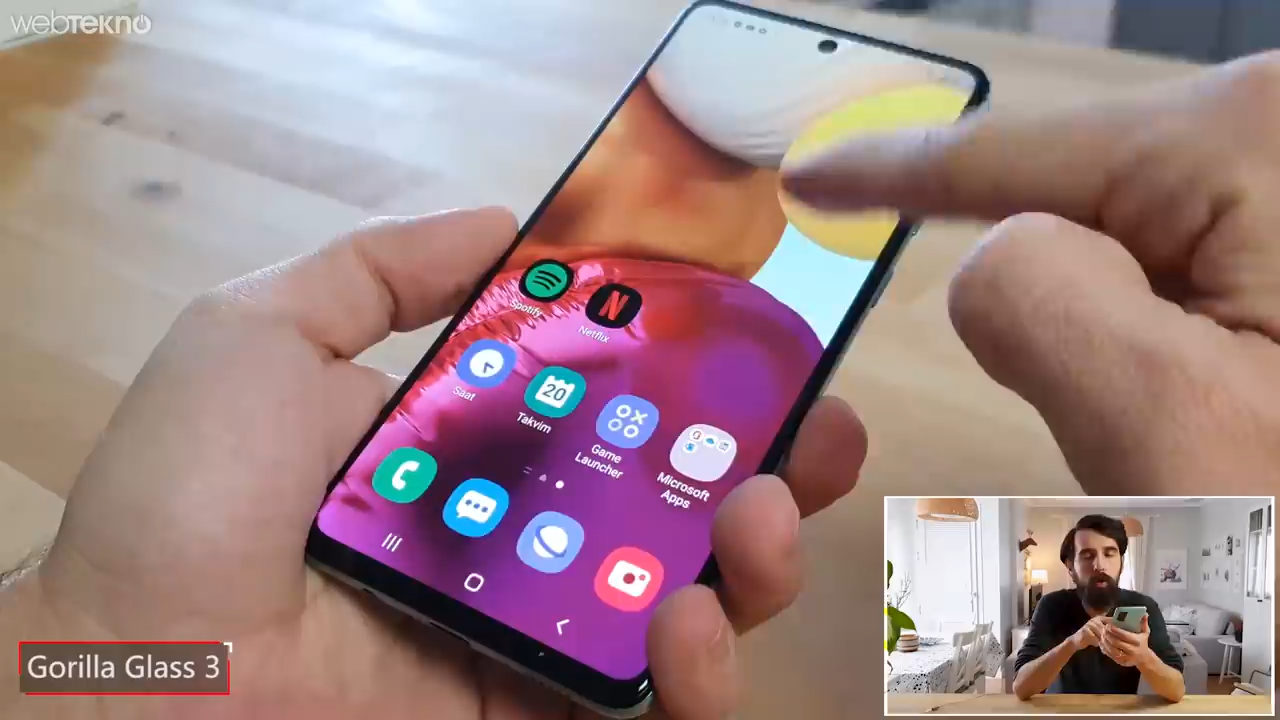 webtekno
Spotify
Netflix
Saat
20
Takvim
Game
Launcher
Microsoft
Apps
Gorilla Glass 3